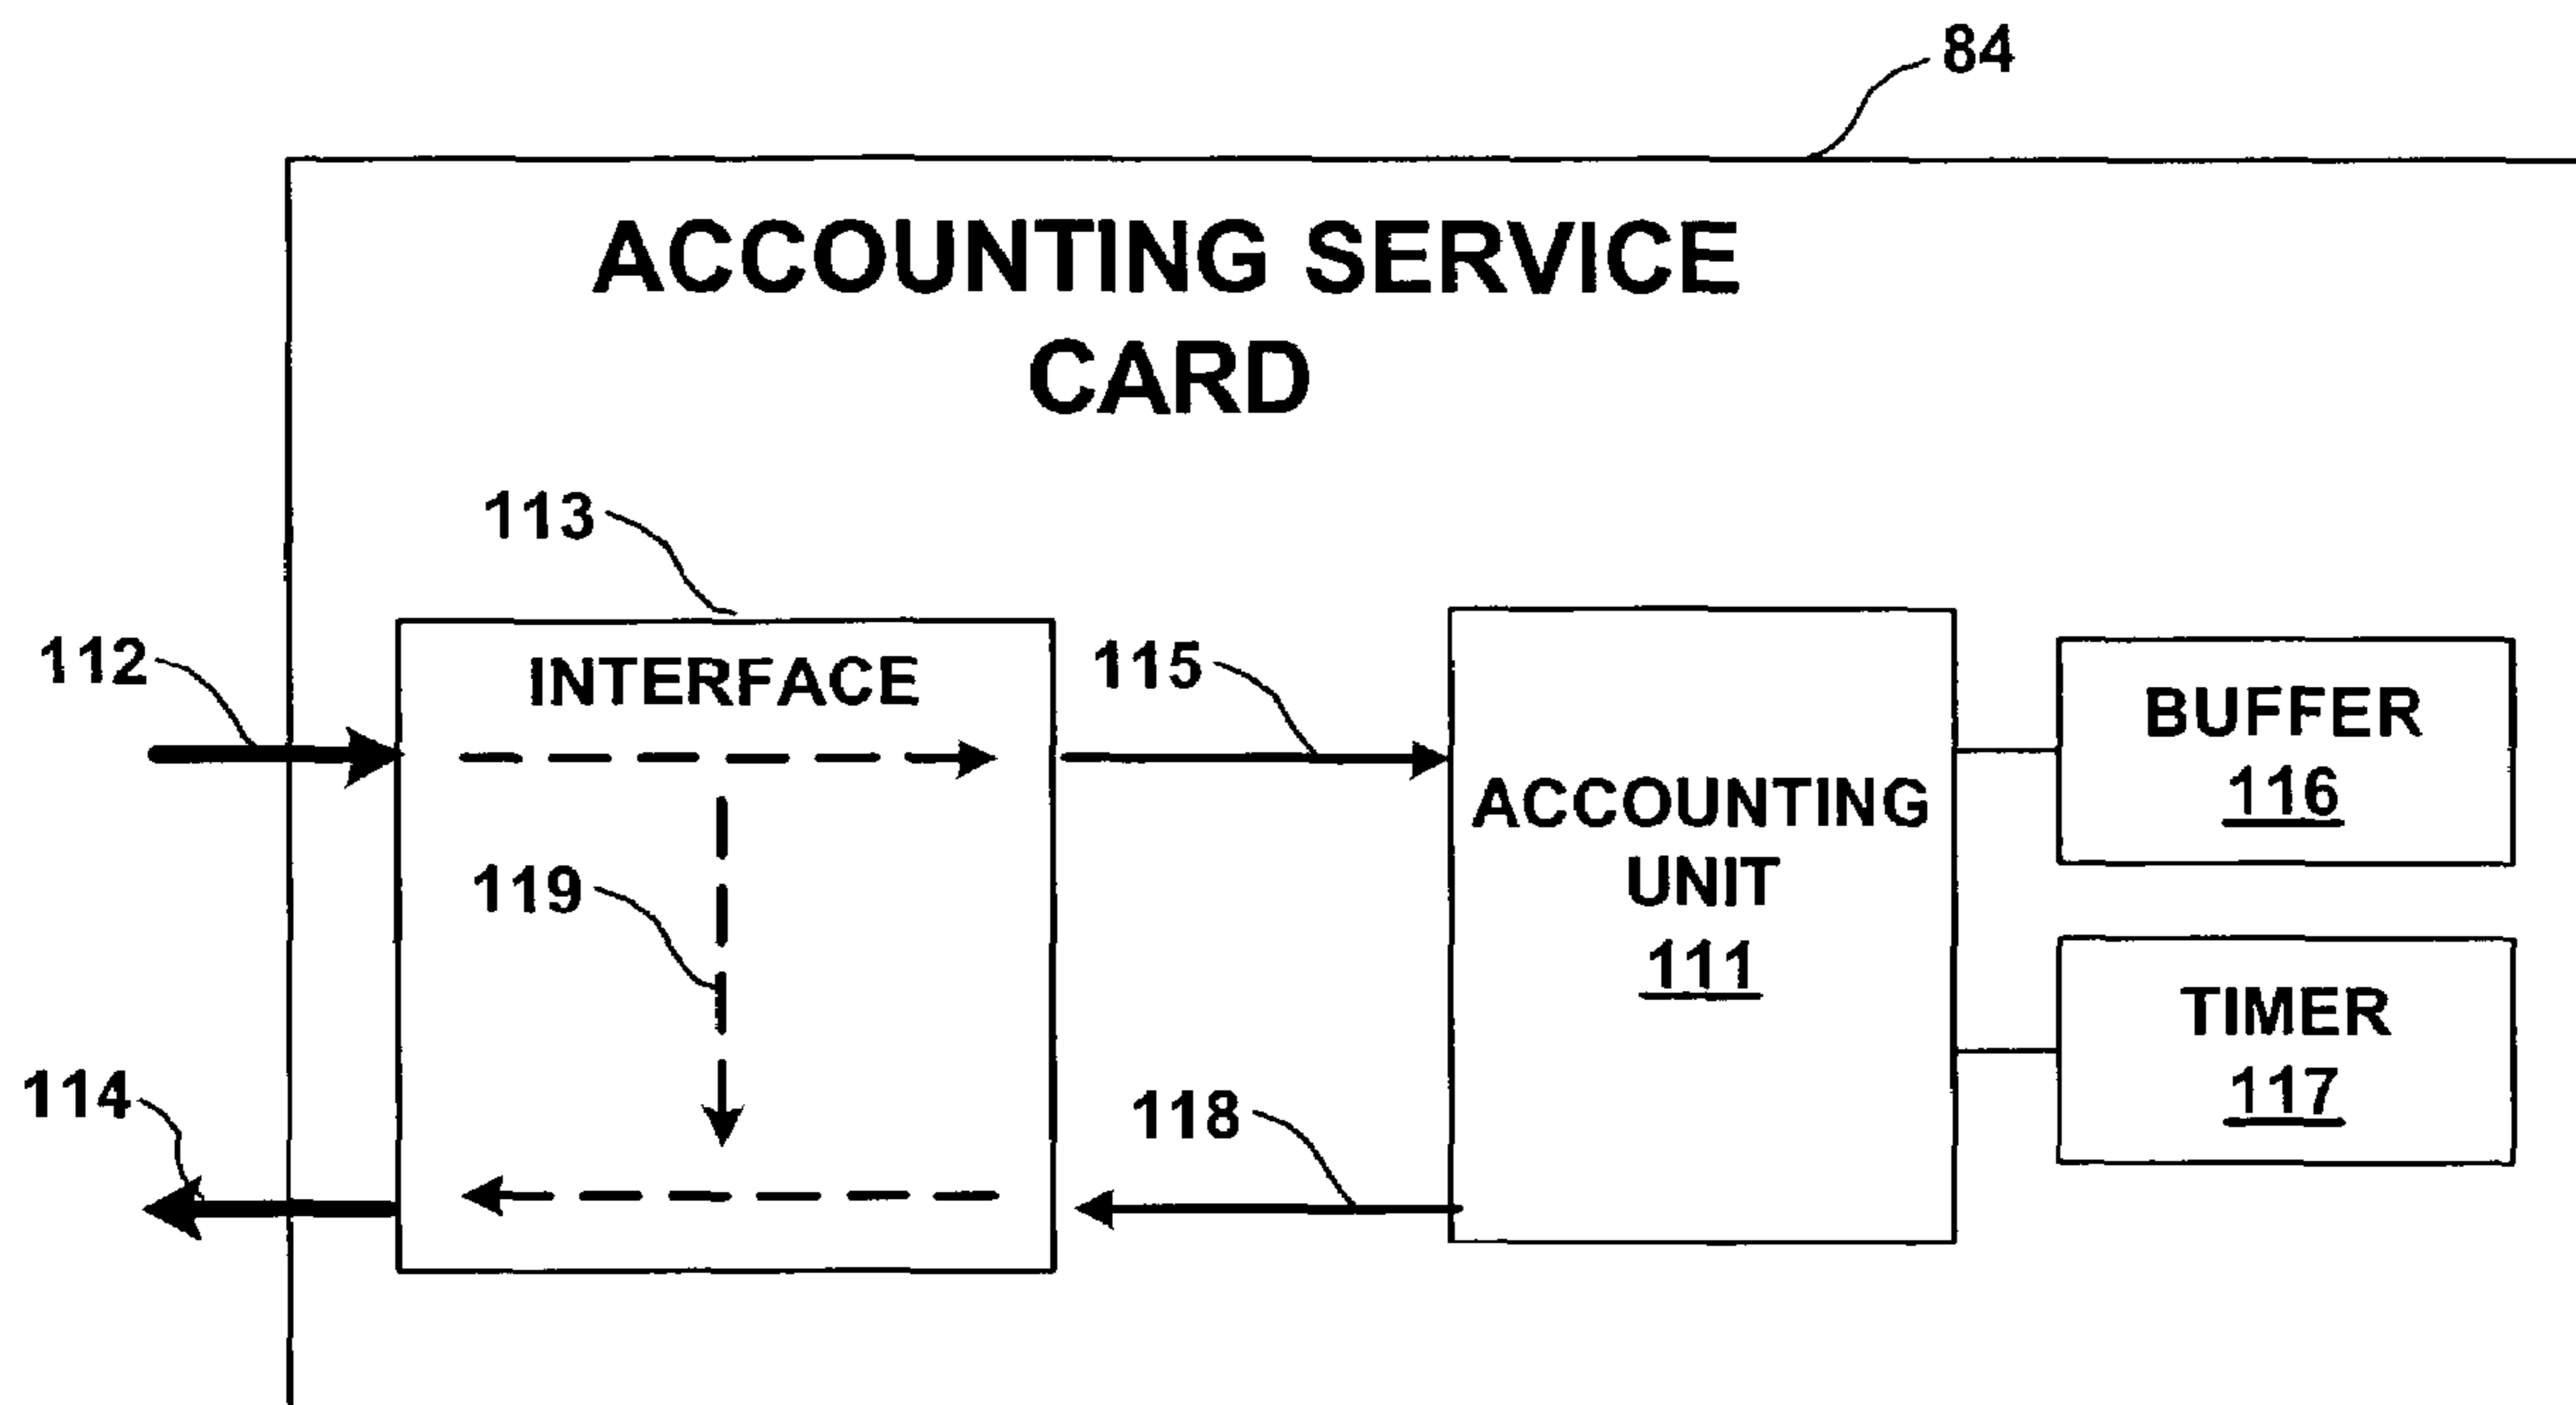 84
ACCOUNTING SERVICE
CARD
113
112
INTERFACE
115
BUFFER
116
ACCOUNTING
UNIT
111
119
TIMER
117
114
118